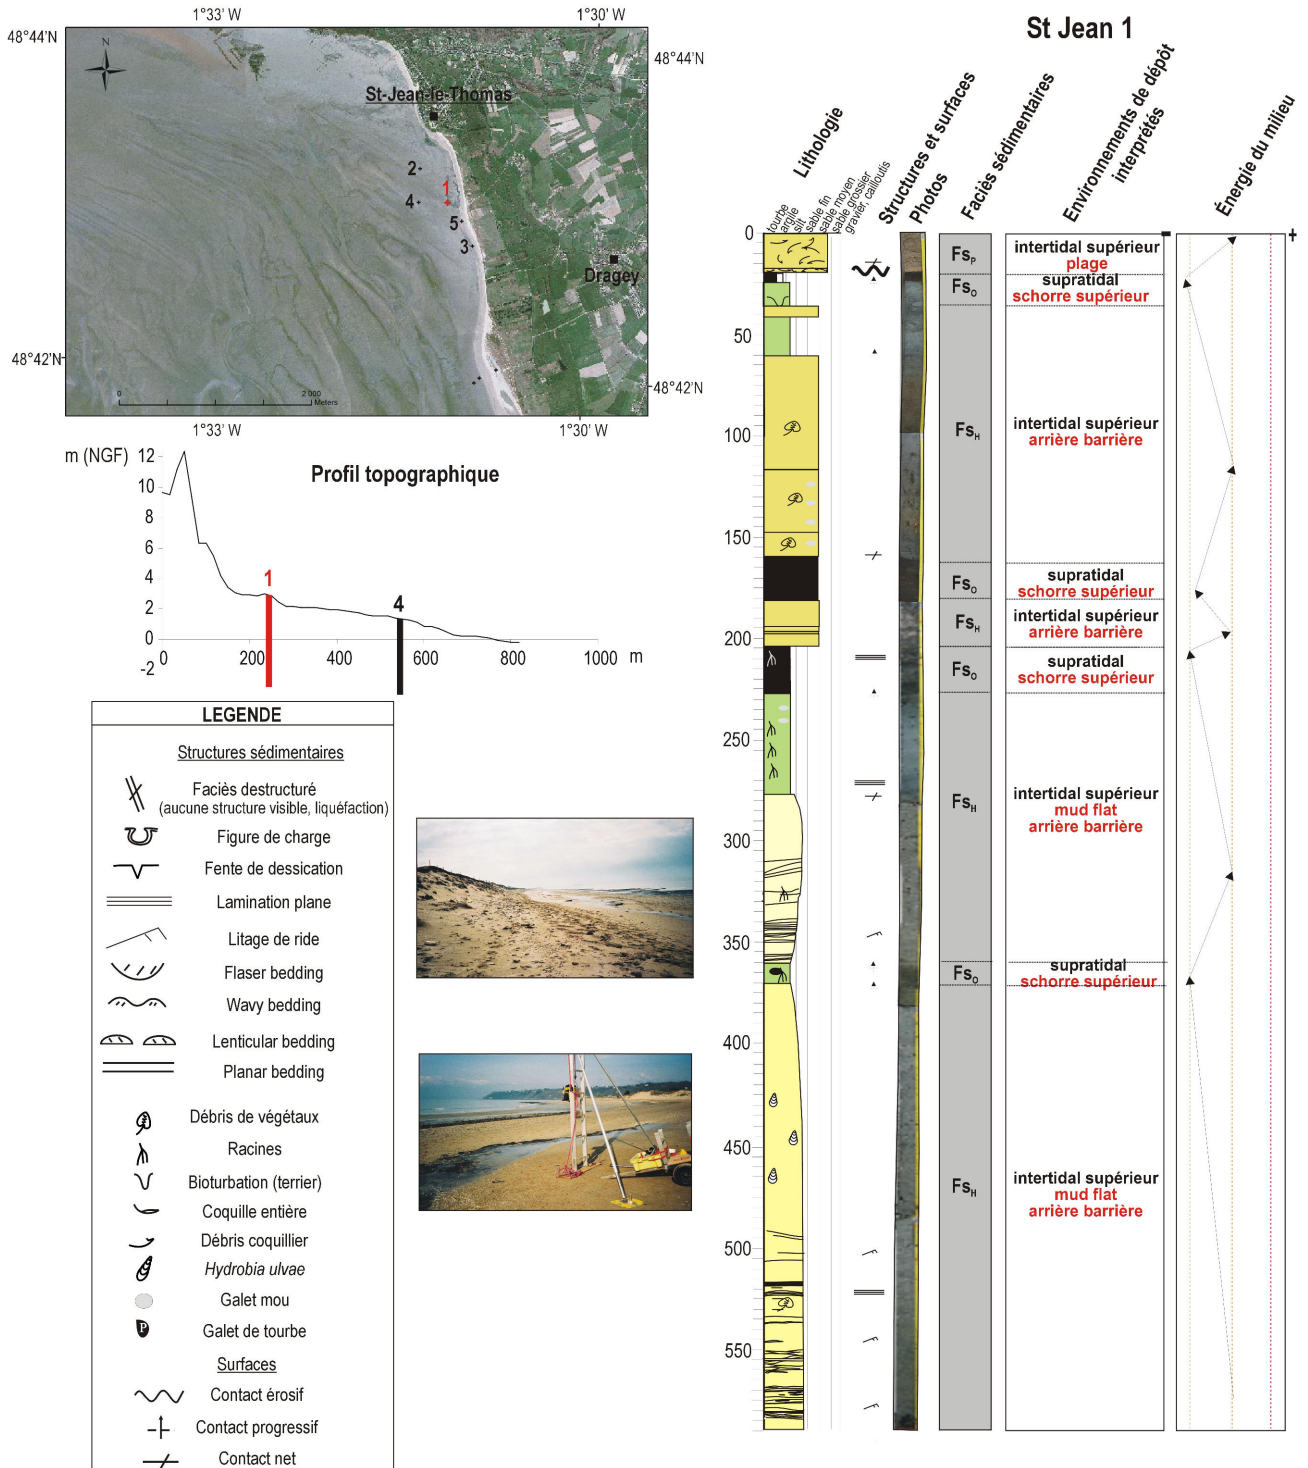 1°33' W
1°30' W
48°44'N
48°44'N
N
St-Jean-le-Thomas
2
1
4
5
3
Dragey
48°42'N
48°42'N
0
2 000
Meters
1°33' W
1°30' W
m (NGF)
Profil topographique
12
10
8
6
4
2
0
-2
1
4
0
200
400
600
800
1000
m
LEGENDE
Structures sédimentaires
Faciès destructuré
(aucune structure visible, liquéfaction)
Figure de charge
Fente de dessication
Lamination plane
Litage de ride
Flaser bedding
Wavy bedding
Lenticular bedding
Planar bedding
Débris de végétaux
Racines
Bioturbation (terrier)
Coquille entière
Débris coquillier
Hydrobia ulvae
Galet mou
P
Galet de tourbe
Surfaces
Contact érosif
Contact progressif
Contact net
St Jean 1
Lithologie
tourbe
argile
silt
sable fin
sable moyen
sable grossier
gravier, cailloutis
Structures et surfaces
Photos
Faciès sédimentaires
Environnements de dépôt
interprétés
Énergie du milieu
-
+
0
50
100
150
200
250
300
350
400
450
500
550
FsP
intertidal supérieur
plage
FsO
supratidal
schorre supérieur
FsH
intertidal supérieur
arrière barrière
FsO
supratidal
schorre supérieur
FsH
intertidal supérieur
arrière barrière
FsO
supratidal
schorre supérieur
FsH
intertidal supérieur
mud flat
arrière barrière
FsO
supratidal
schorre supérieur
FsH
intertidal supérieur
mud flat
arrière barrière